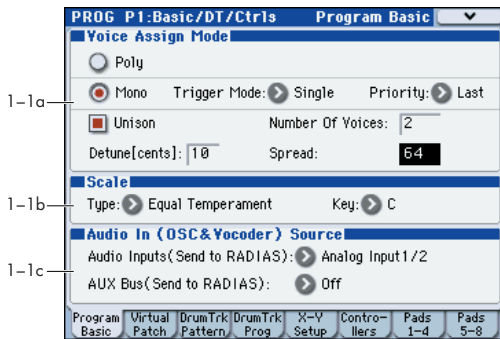 PROG P1:Basic/DT/Ctrls Program Basic
Voice Assign Mode
Poly
1-1a
Mono Trigger Mode: Single Priority: Last
Unison Number Of Voices: 2
Detune[cents]: 10 Spread: 64
Scale
1-1b
Type: Equal Temperament Key: C
Audio In (OSC&Vocoder) Source
Audio Inputs(Send to RADIAS): Analog Input1/2
1-1c
AUX Bus(Send to RADIAS): Off
Program Basic Virtual Patch DrumTrk Pattern DrumTrk Prog X-Y Setup Contro-llers Pads 1-4 Pads 5-8